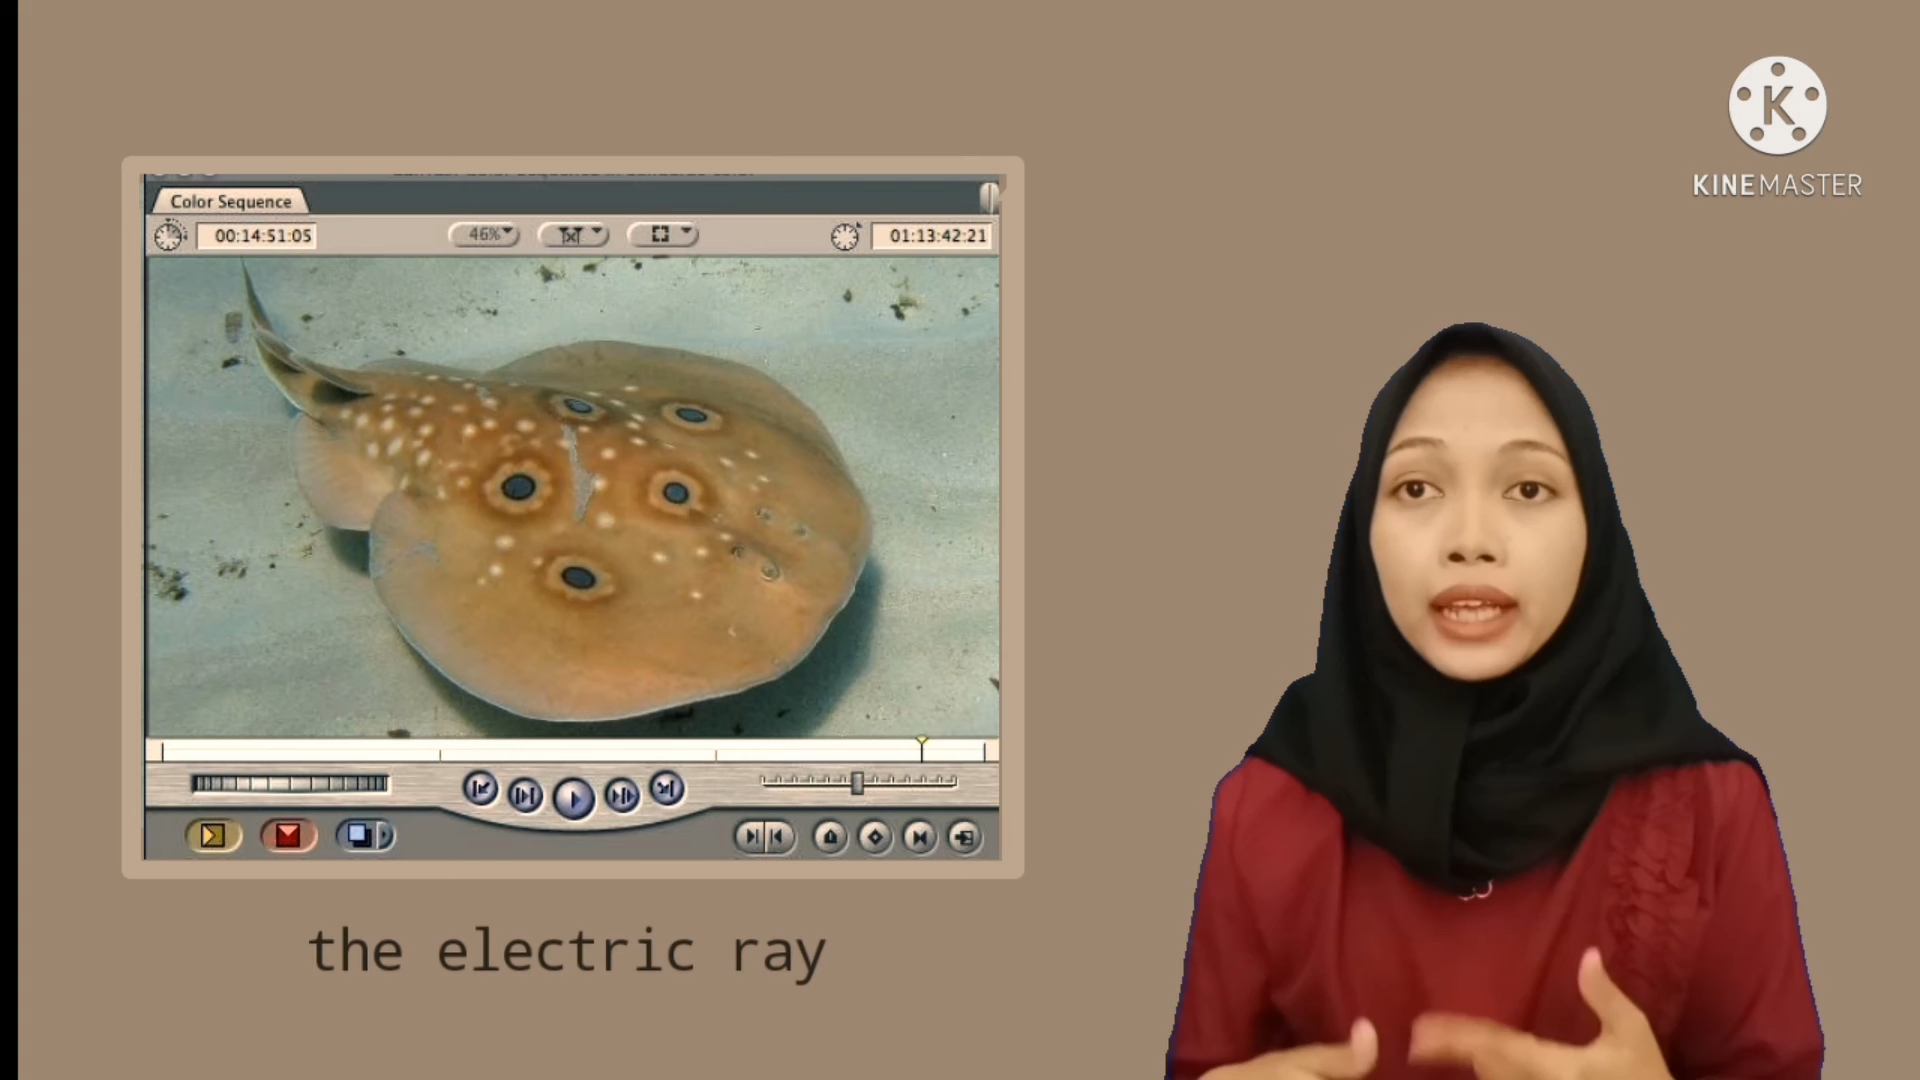 KINEMASTER
Color Sequence
00:14:51:05
46%
01:13:42:21
the electric ray